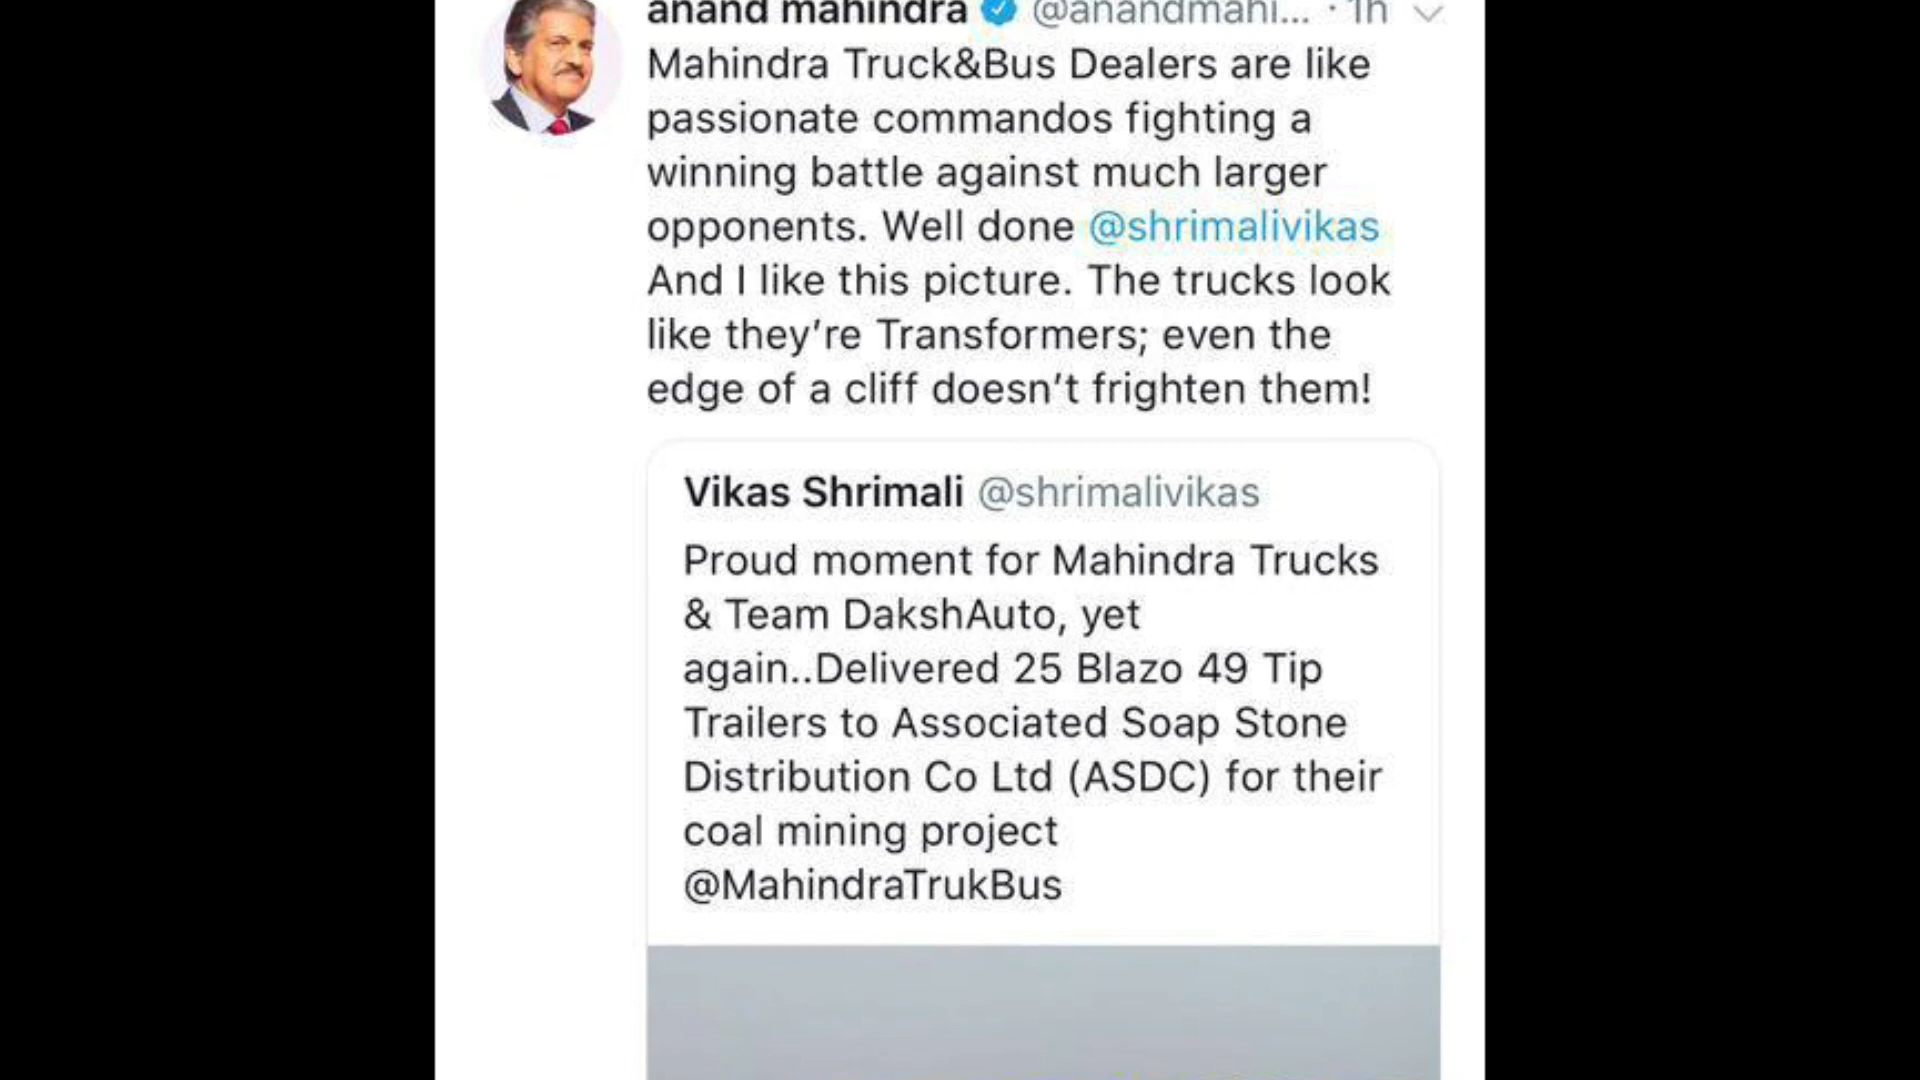 anand mahindra @anandmahi... · 1h
Mahindra Truck&Bus Dealers are like
passionate commandos fighting a
winning battle against much larger
opponents. Well done @shrimalivikas
And I like this picture. The trucks look
like they’re Transformers; even the
edge of a cliff doesn’t frighten them!
Vikas Shrimali @shrimalivikas
Proud moment for Mahindra Trucks
& Team DakshAuto, yet
again..Delivered 25 Blazo 49 Tip
Trailers to Associated Soap Stone
Distribution Co Ltd (ASDC) for their
coal mining project
@MahindraTrukBus